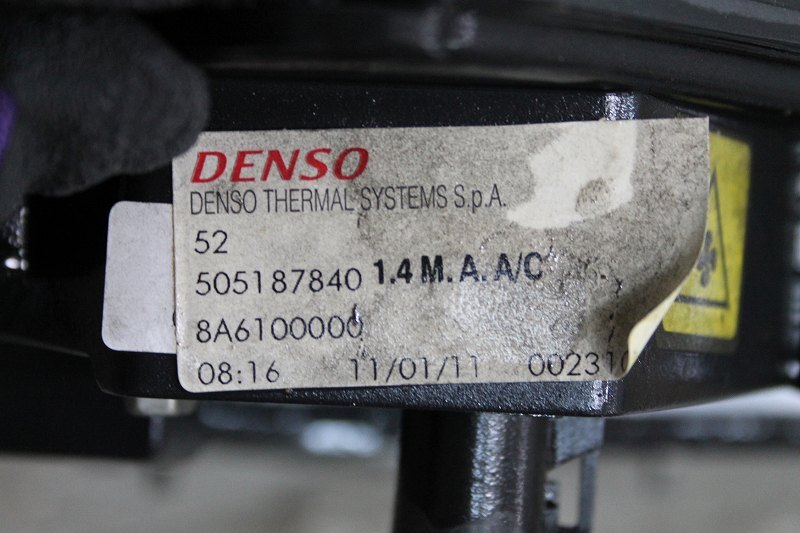 DENSO
DENSO THERMAL SYSTEMS S.p.A.
52
505187840 1.4 M. A. A/C
8A6100000
08:16 11/01/11